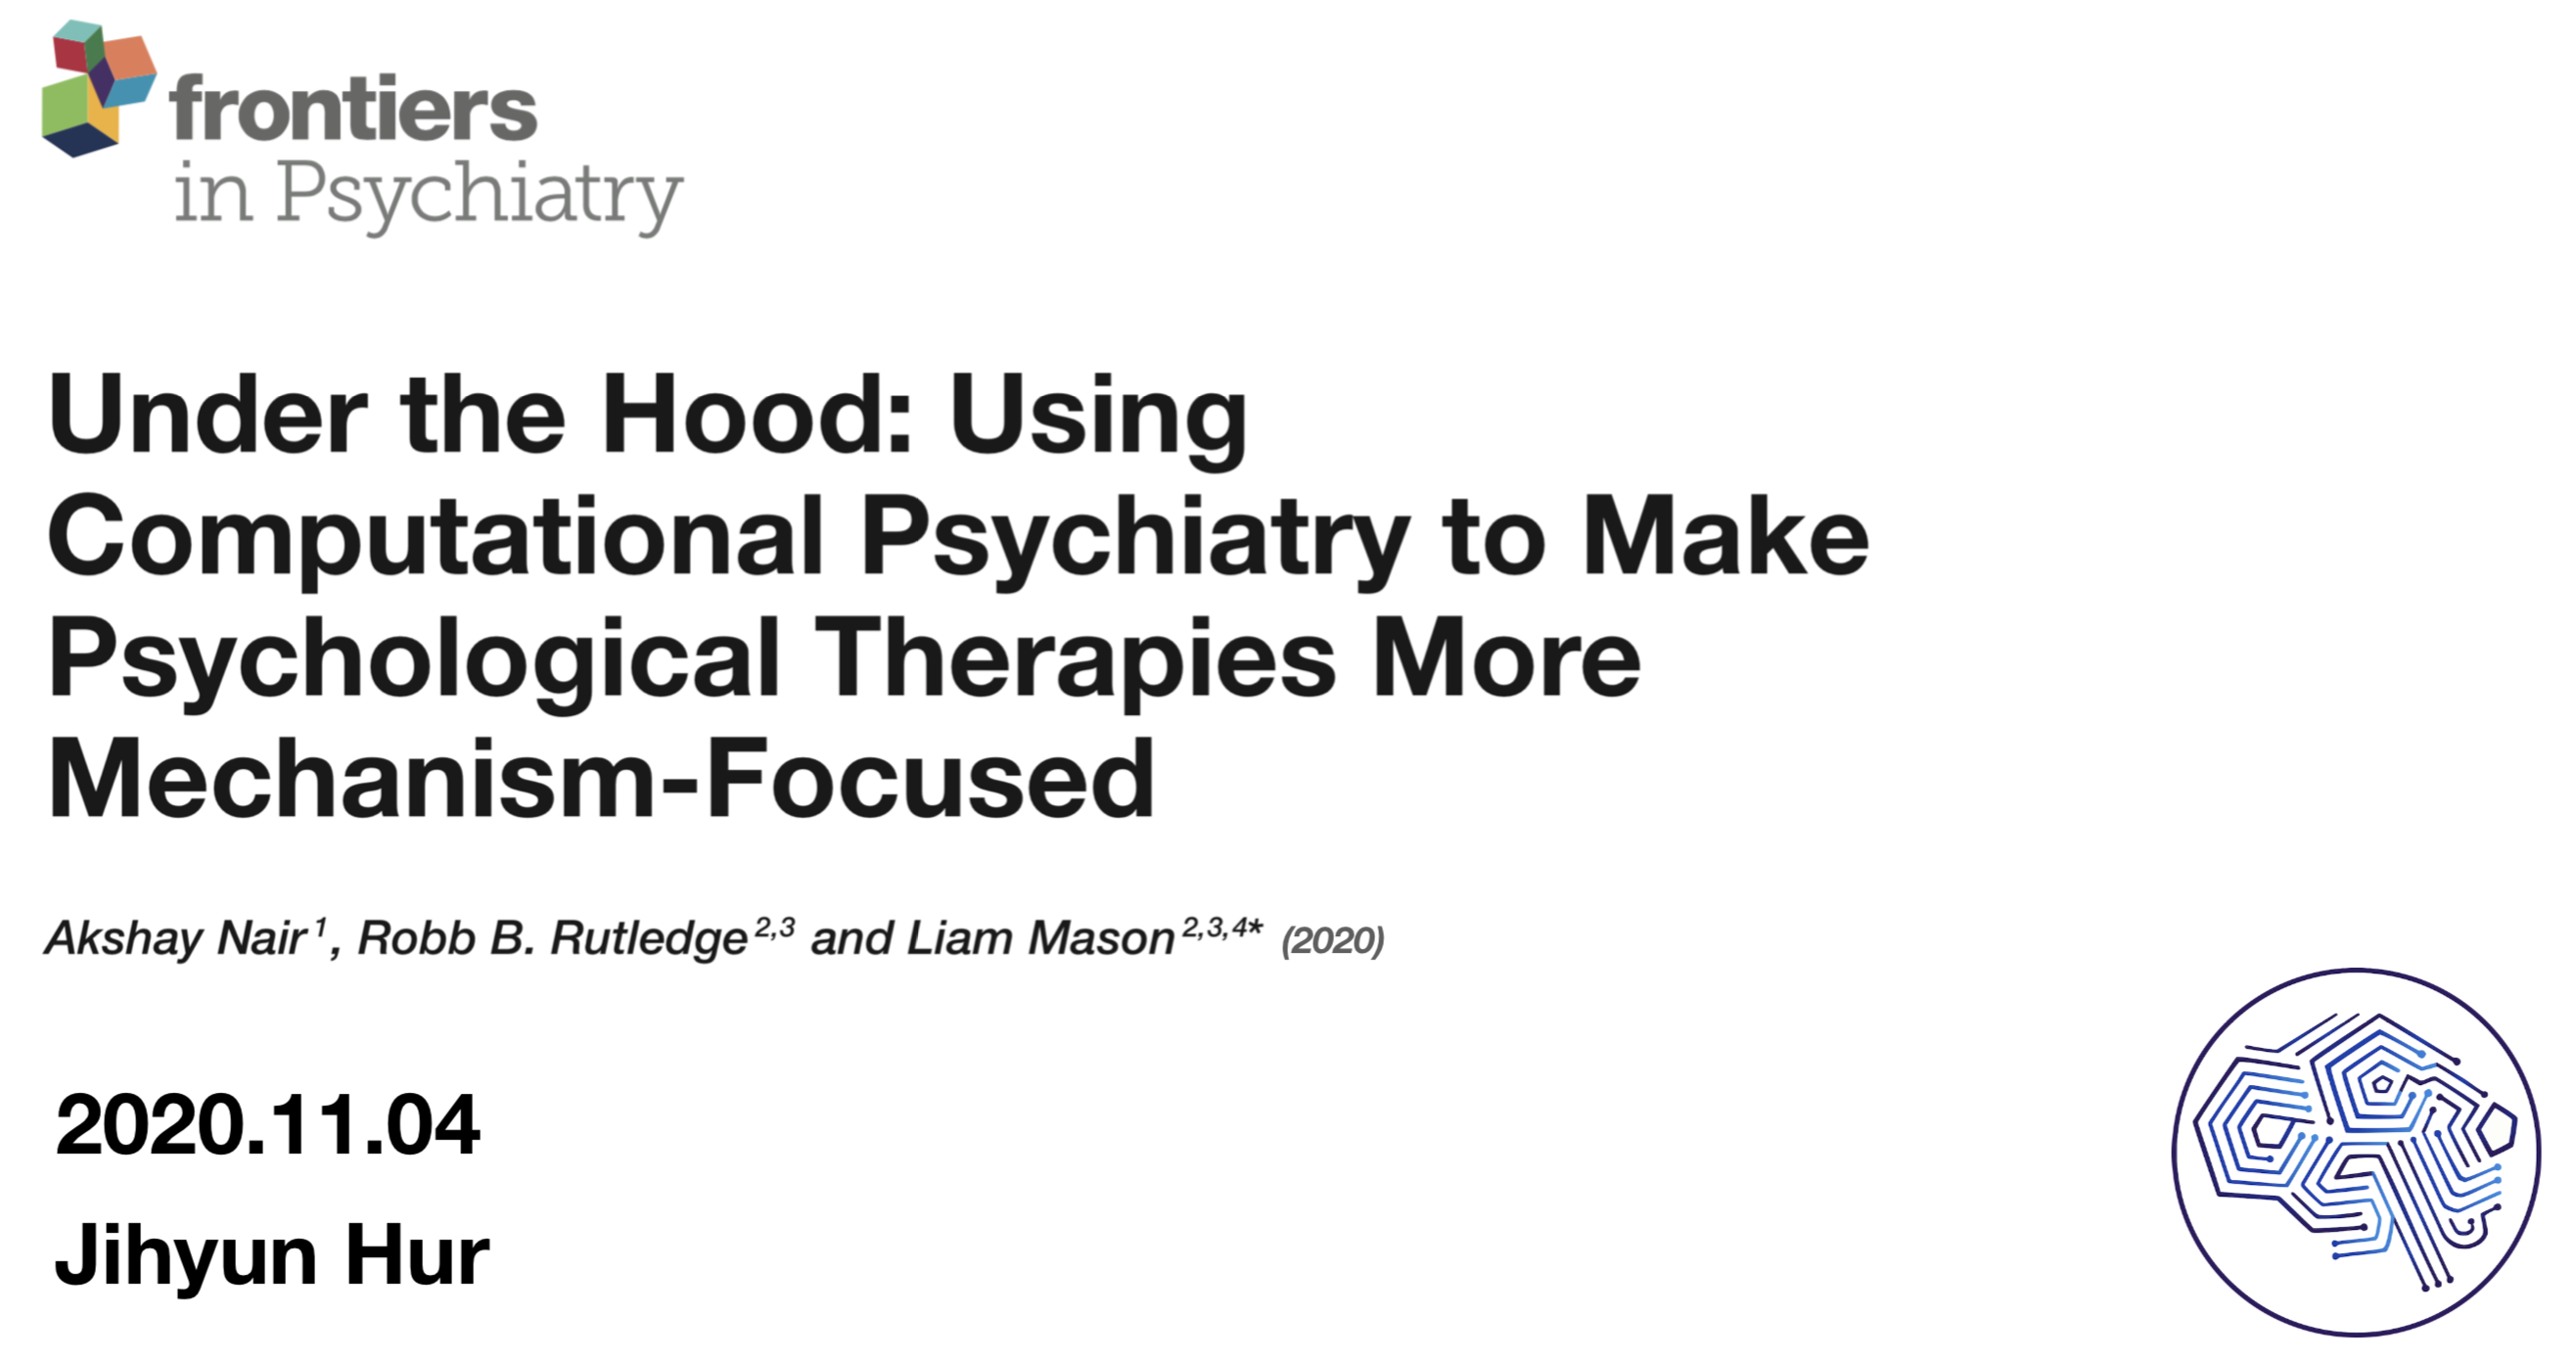 frontiers
in Psychiatry
Under the Hood: Using
Computational Psychiatry to Make
Psychological Therapies More
Mechanism-Focused
Akshay Nair 1, Robb B. Rutledge 2,3 and Liam Mason 2,3,4* (2020)
2020.11.04
Jihyun Hur